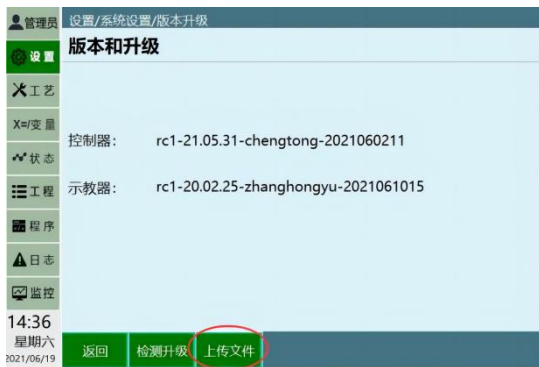 管理员
设置/系统设置/版本升级
版本和升级
设置
工艺
X=/变量
状态
工程
程序
日志
监控
控制器: rc1-21.05.31-chengtong-2021060211
示教器: rc1-20.02.25-zhanghongyu-2021061015
14:36
星期六
2021/06/19
返回
检测升级
上传文件